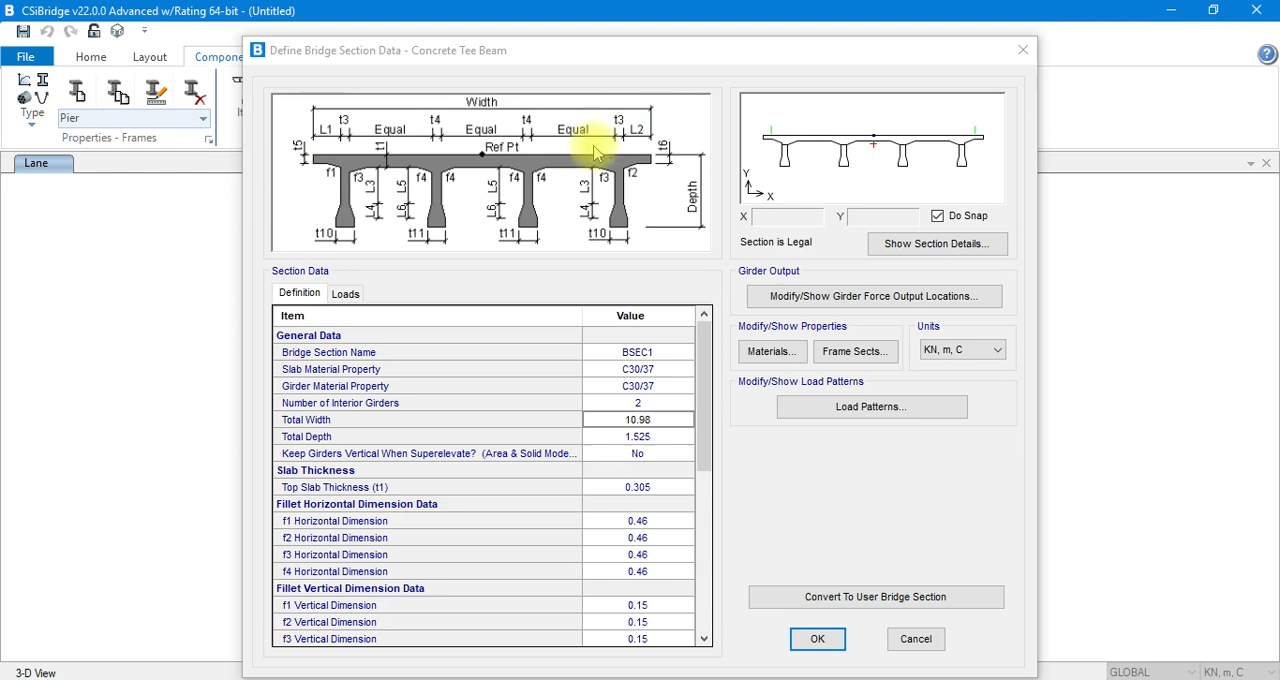 CSiBridge v22.0.0 Advanced w/Rating 64-bit - (Untitled)
File
Home
Layout
Compone
Type
Pier
Properties - Frames
It
Lane
Define Bridge Section Data - Concrete Tee Beam
Width
t3
t4
t4
t3
L1
Equal
Equal
Equal
L2
t5
t1
Ref Pt
t6
f1
f3
L3
L5
f4
f4
L5
f4
f4
L3
f3
f2
Depth
L4
L6
L6
L4
t10
t11
t11
t10
Y
X
X
Y
Do Snap
Section is Legal
Show Section Details...
Section Data
Definition
Loads
Item
Value
General Data
Bridge Section Name
BSEC1
Slab Material Property
C30/37
Girder Material Property
C30/37
Number of Interior Girders
2
Total Width
10.98
Total Depth
1.525
Keep Girders Vertical When Superelevate? (Area & Solid Mode...
No
Slab Thickness
Top Slab Thickness (t1)
0.305
Fillet Horizontal Dimension Data
f1 Horizontal Dimension
0.46
f2 Horizontal Dimension
0.46
f3 Horizontal Dimension
0.46
f4 Horizontal Dimension
0.46
Fillet Vertical Dimension Data
f1 Vertical Dimension
0.15
f2 Vertical Dimension
0.15
f3 Vertical Dimension
0.15
Girder Output
Modify/Show Girder Force Output Locations...
Modify/Show Properties
Materials...
Frame Sects...
Units
KN, m, C
Modify/Show Load Patterns
Load Patterns...
Convert To User Bridge Section
OK
Cancel
3-D View
GLOBAL
KN, m, C